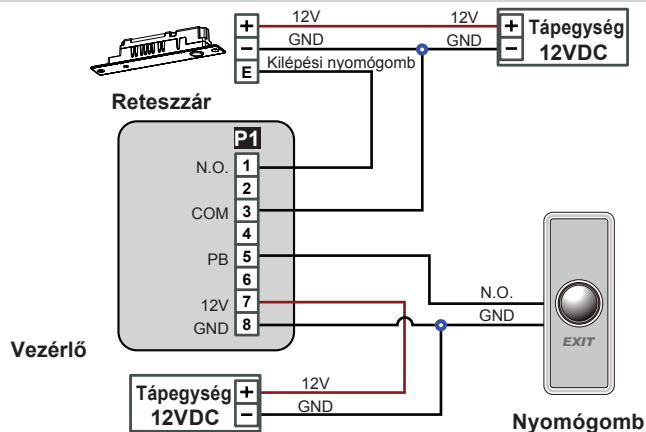 12V 12V
+ + Tápegység
GND GND
− − 12VDC
E Kilépési nyomógomb
Reteszzár
P1
N.O. 1
2
COM 3
4
PB 5
6
12V 7
GND 8
N.O.
GND
EXIT
Vezérlő
Tápegység + 12V
12VDC − GND
Nyomógomb